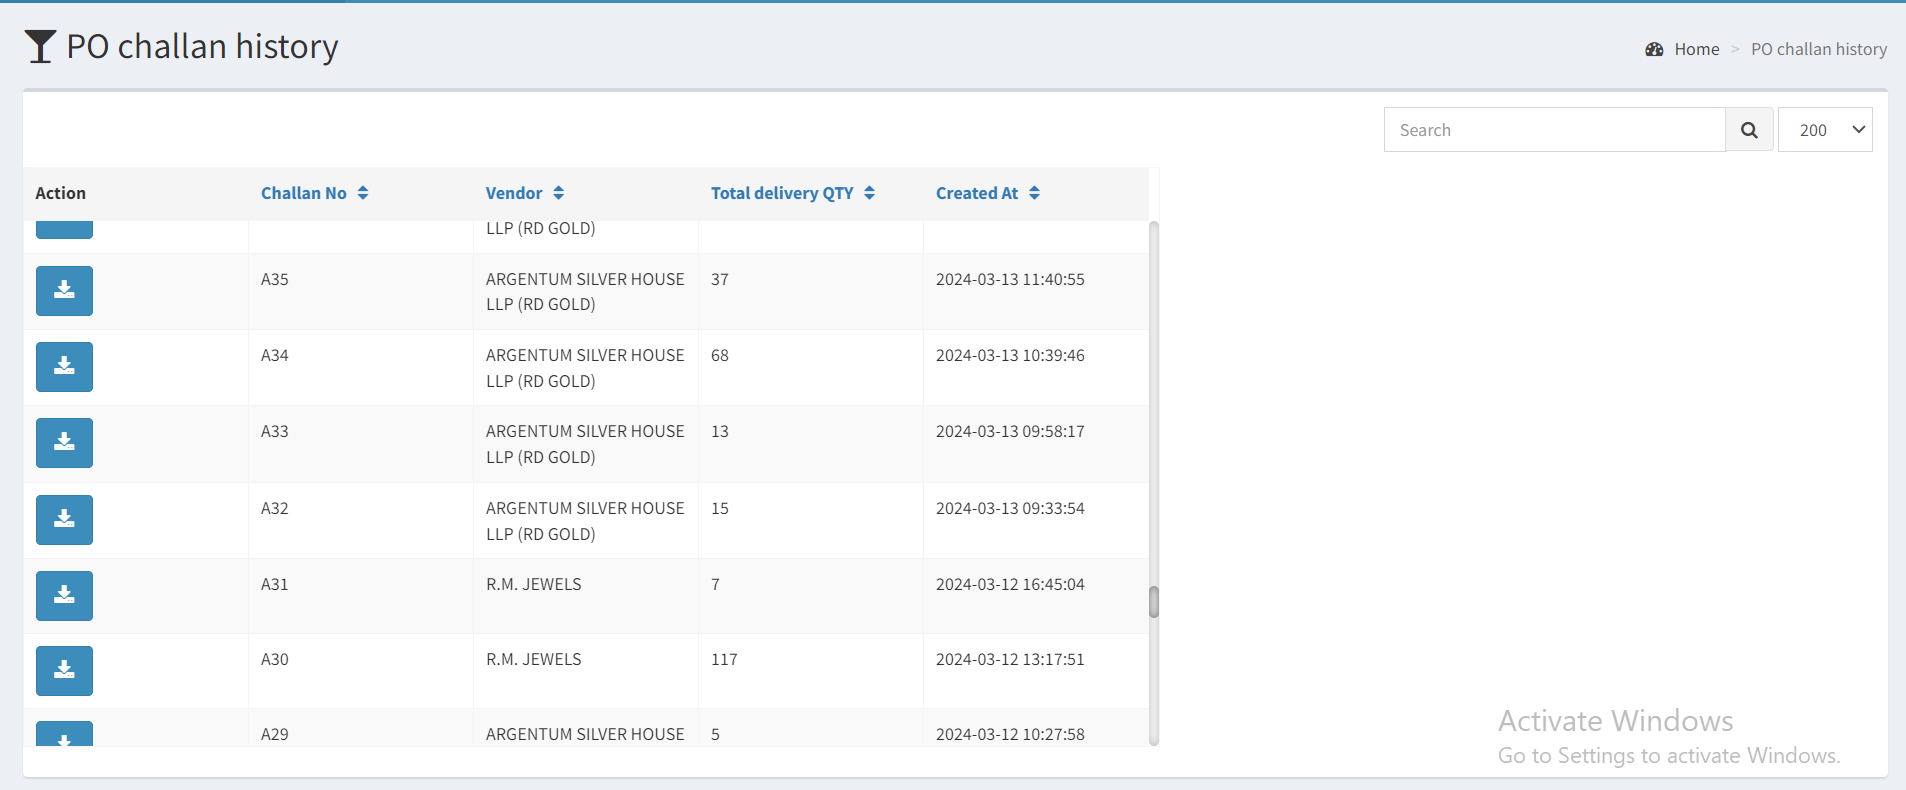 PO challan history
Home > PO challan history
Search
200
Action Challan No Vendor Total delivery QTY Created At
LLP (RD GOLD)
A35 ARGENTUM SILVER HOUSE 37 2024-03-13 11:40:55
LLP (RD GOLD)
A34 ARGENTUM SILVER HOUSE 68 2024-03-13 10:39:46
LLP (RD GOLD)
A33 ARGENTUM SILVER HOUSE 13 2024-03-13 09:58:17
LLP (RD GOLD)
A32 ARGENTUM SILVER HOUSE 15 2024-03-13 09:33:54
LLP (RD GOLD)
A31 R.M. JEWELS 7 2024-03-12 16:45:04
A30 R.M. JEWELS 117 2024-03-12 13:17:51
A29 ARGENTUM SILVER HOUSE 5 2024-03-12 10:27:58
Activate Windows
Go to Settings to activate Windows.